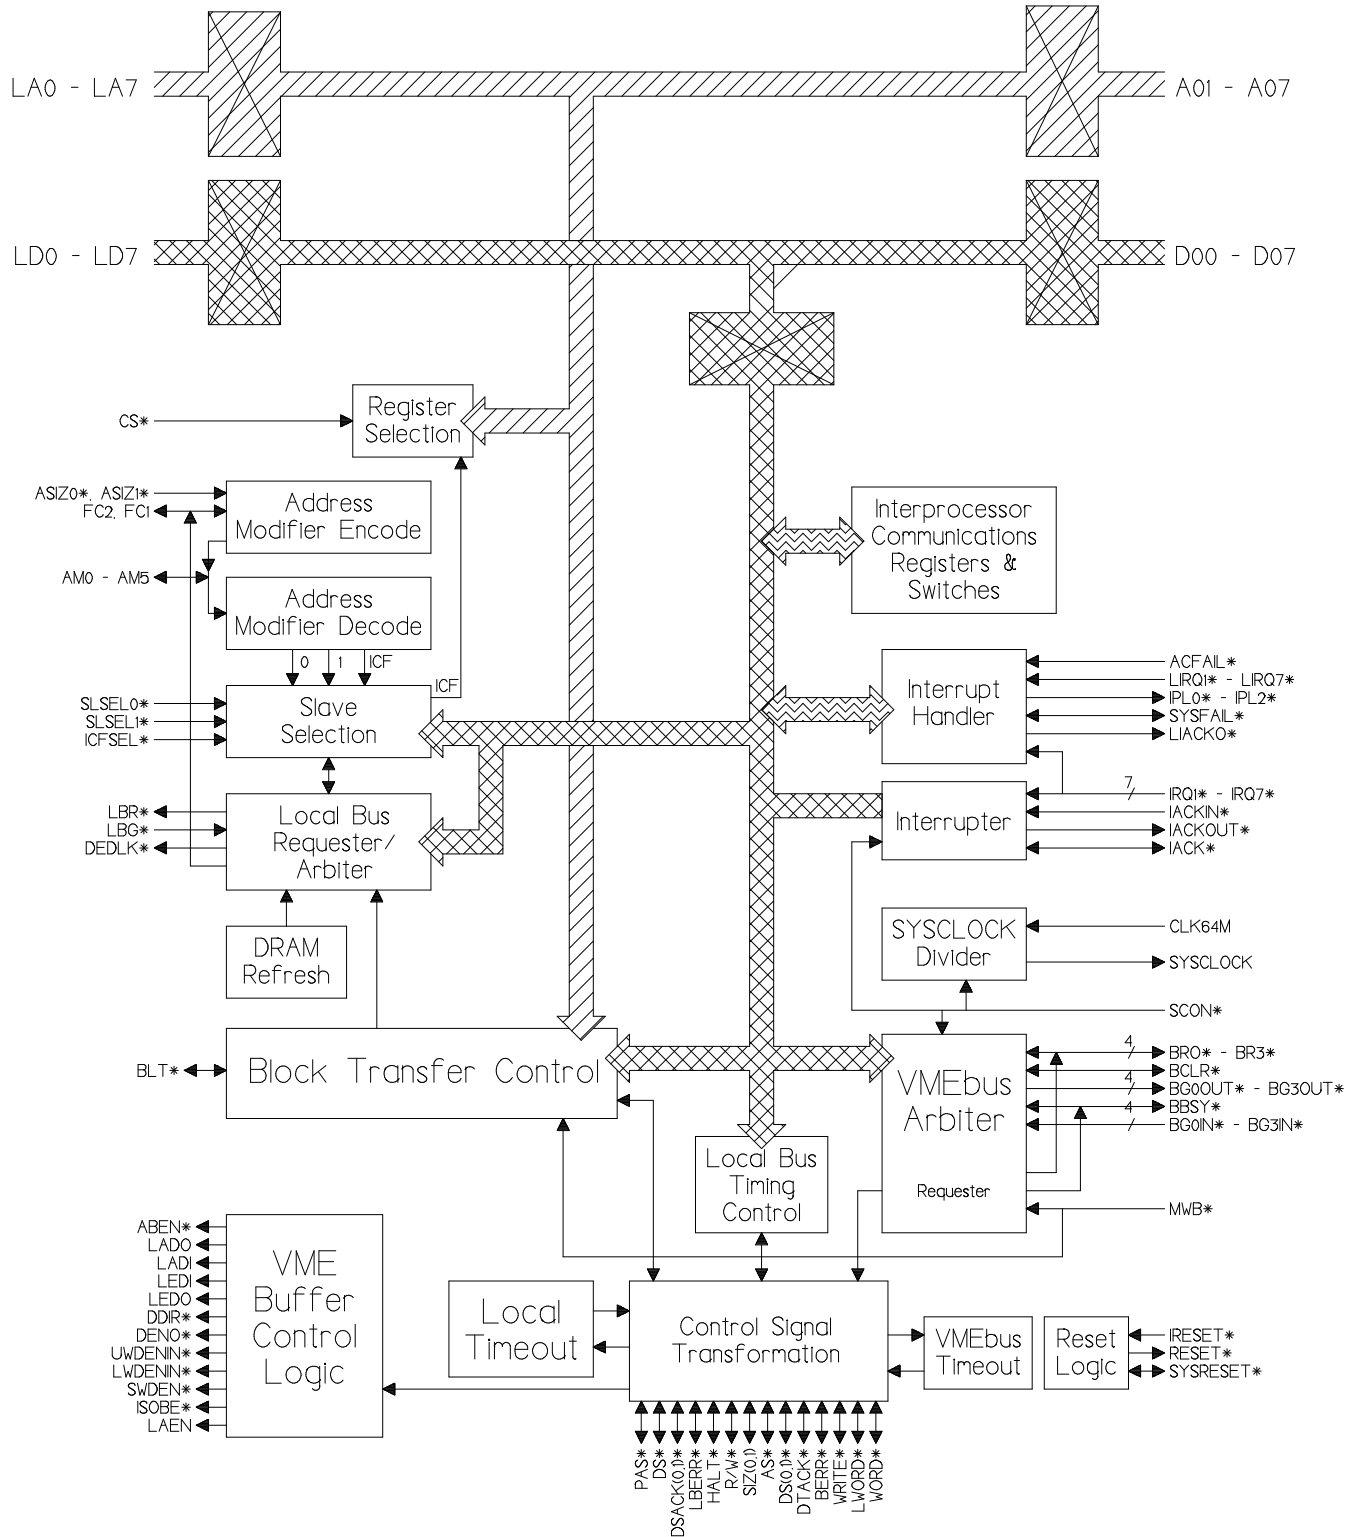 LA0 - LA7
A01 - A07
LD0 - LD7
D00 - D07
CS*
Register
Selection
ASIZ0*, ASIZ1*
FC2, FC1
Address
Modifier Encode
AM0 - AM5
Address
Modifier Decode
0
1
ICF
ICF
SLSEL0*
SLSEL1*
ICFSEL*
Slave
Selection
LBR*
LBG*
DEDLK*
Local Bus
Requester/
Arbiter
DRAM
Refresh
BLT*
Block Transfer Control
Interprocessor
Communications
Registers &
Switches
Interrupt
Handler
ACFAIL*
LIRQ1* - LIRQ7*
IPL0* - IPL2*
SYSFAIL*
LIACKO*
Interrupter
7
IRQ1* - IRQ7*
IACKIN*
IACKOUT*
IACK*
SYSCLOCK
Divider
CLK64M
SYSCLOCK
SCON*
VMEbus
Arbiter
Requester
4
BR0* - BR3*
BCLR*
4
BG0OUT* - BG3OUT*
BBSY*
4
BG0IN* - BG3IN*
MWB*
Local Bus
Timing
Control
ABEN*
LADO
LADI
LEDI
LEDO
DDIR*
DENO*
UWDENIN*
LWDENIN*
SWDEN*
ISOBE*
LAEN
VME
Buffer
Control
Logic
Local
Timeout
Control Signal
Transformation
VMEbus
Timeout
Reset
Logic
IRESET*
RESET*
SYSRESET*
PAS*
DS*
DSACK(0,1)*
LBERR*
HALT*
R/W*
SIZ(0,1)
AS*
DS(0,1)*
DTACK*
BERR*
WRITE*
LWORD*
WORD*